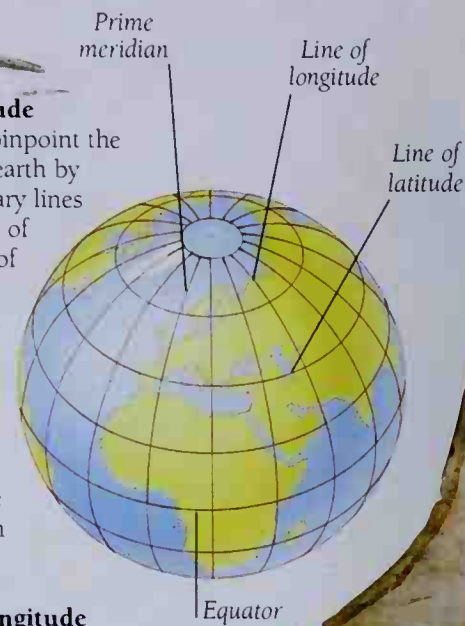 Prime
meridian
Line of
longitude
Line of
latitude
ude
inpoint the
earth by
ary lines
of
of
Equator
ngitude